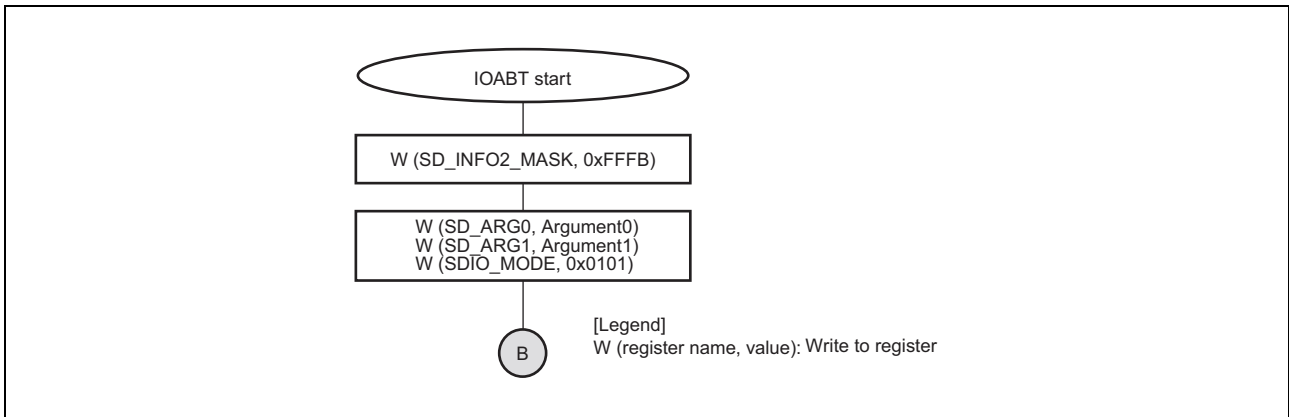 IOABT start
W (SD_INFO2_MASK, 0xFFFB)
W (SD_ARG0, Argument0)
W (SD_ARG1, Argument1)
W (SDIO_MODE, 0x0101)
B
[Legend]
W (register name, value): Write to register